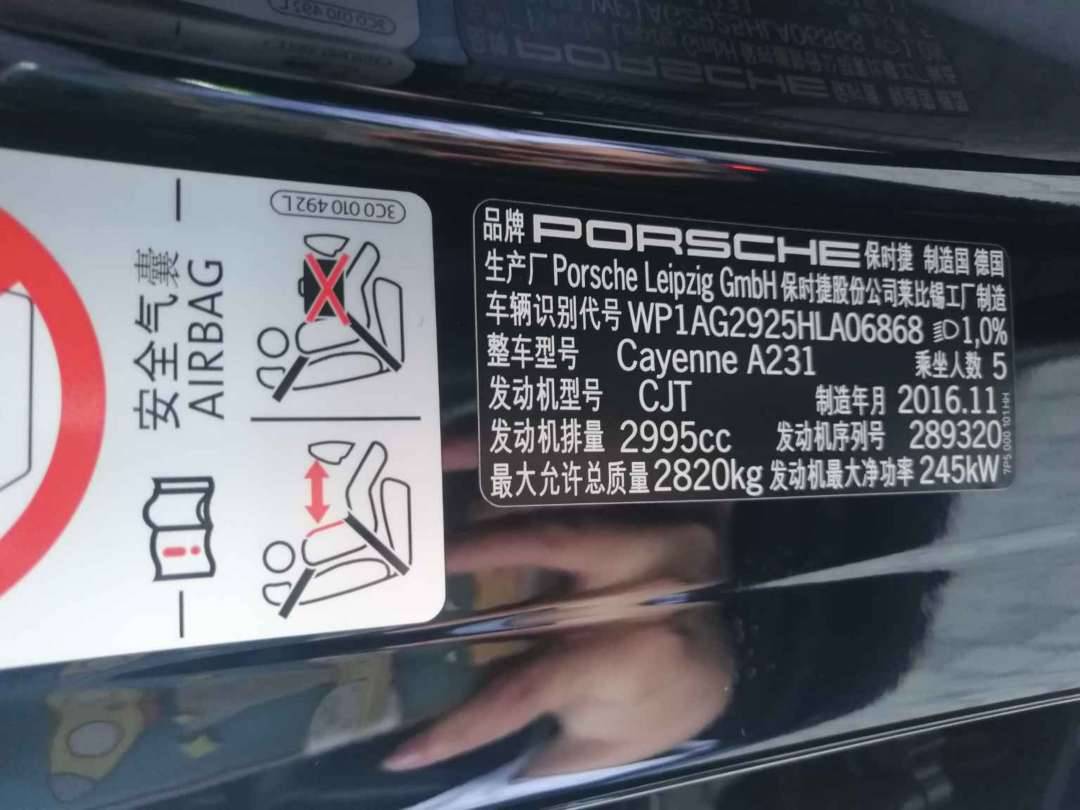 3C0 010 492 L
安全气囊
AIRBAG
品牌 PORSCHE 保时捷 制造国 德国
生产厂 Porsche Leipzig GmbH 保时捷股份公司莱比锡工厂制造
车辆识别代号 WP1AG2925HLA06868 1,0%
整车型号 Cayenne A231 乘坐人数 5
发动机型号 CJT 制造年月 2016.11
发动机排量 2995cc 发动机序列号 289320
最大允许总质量 2820kg 发动机最大净功率 245kW
7P5 000 101 HH